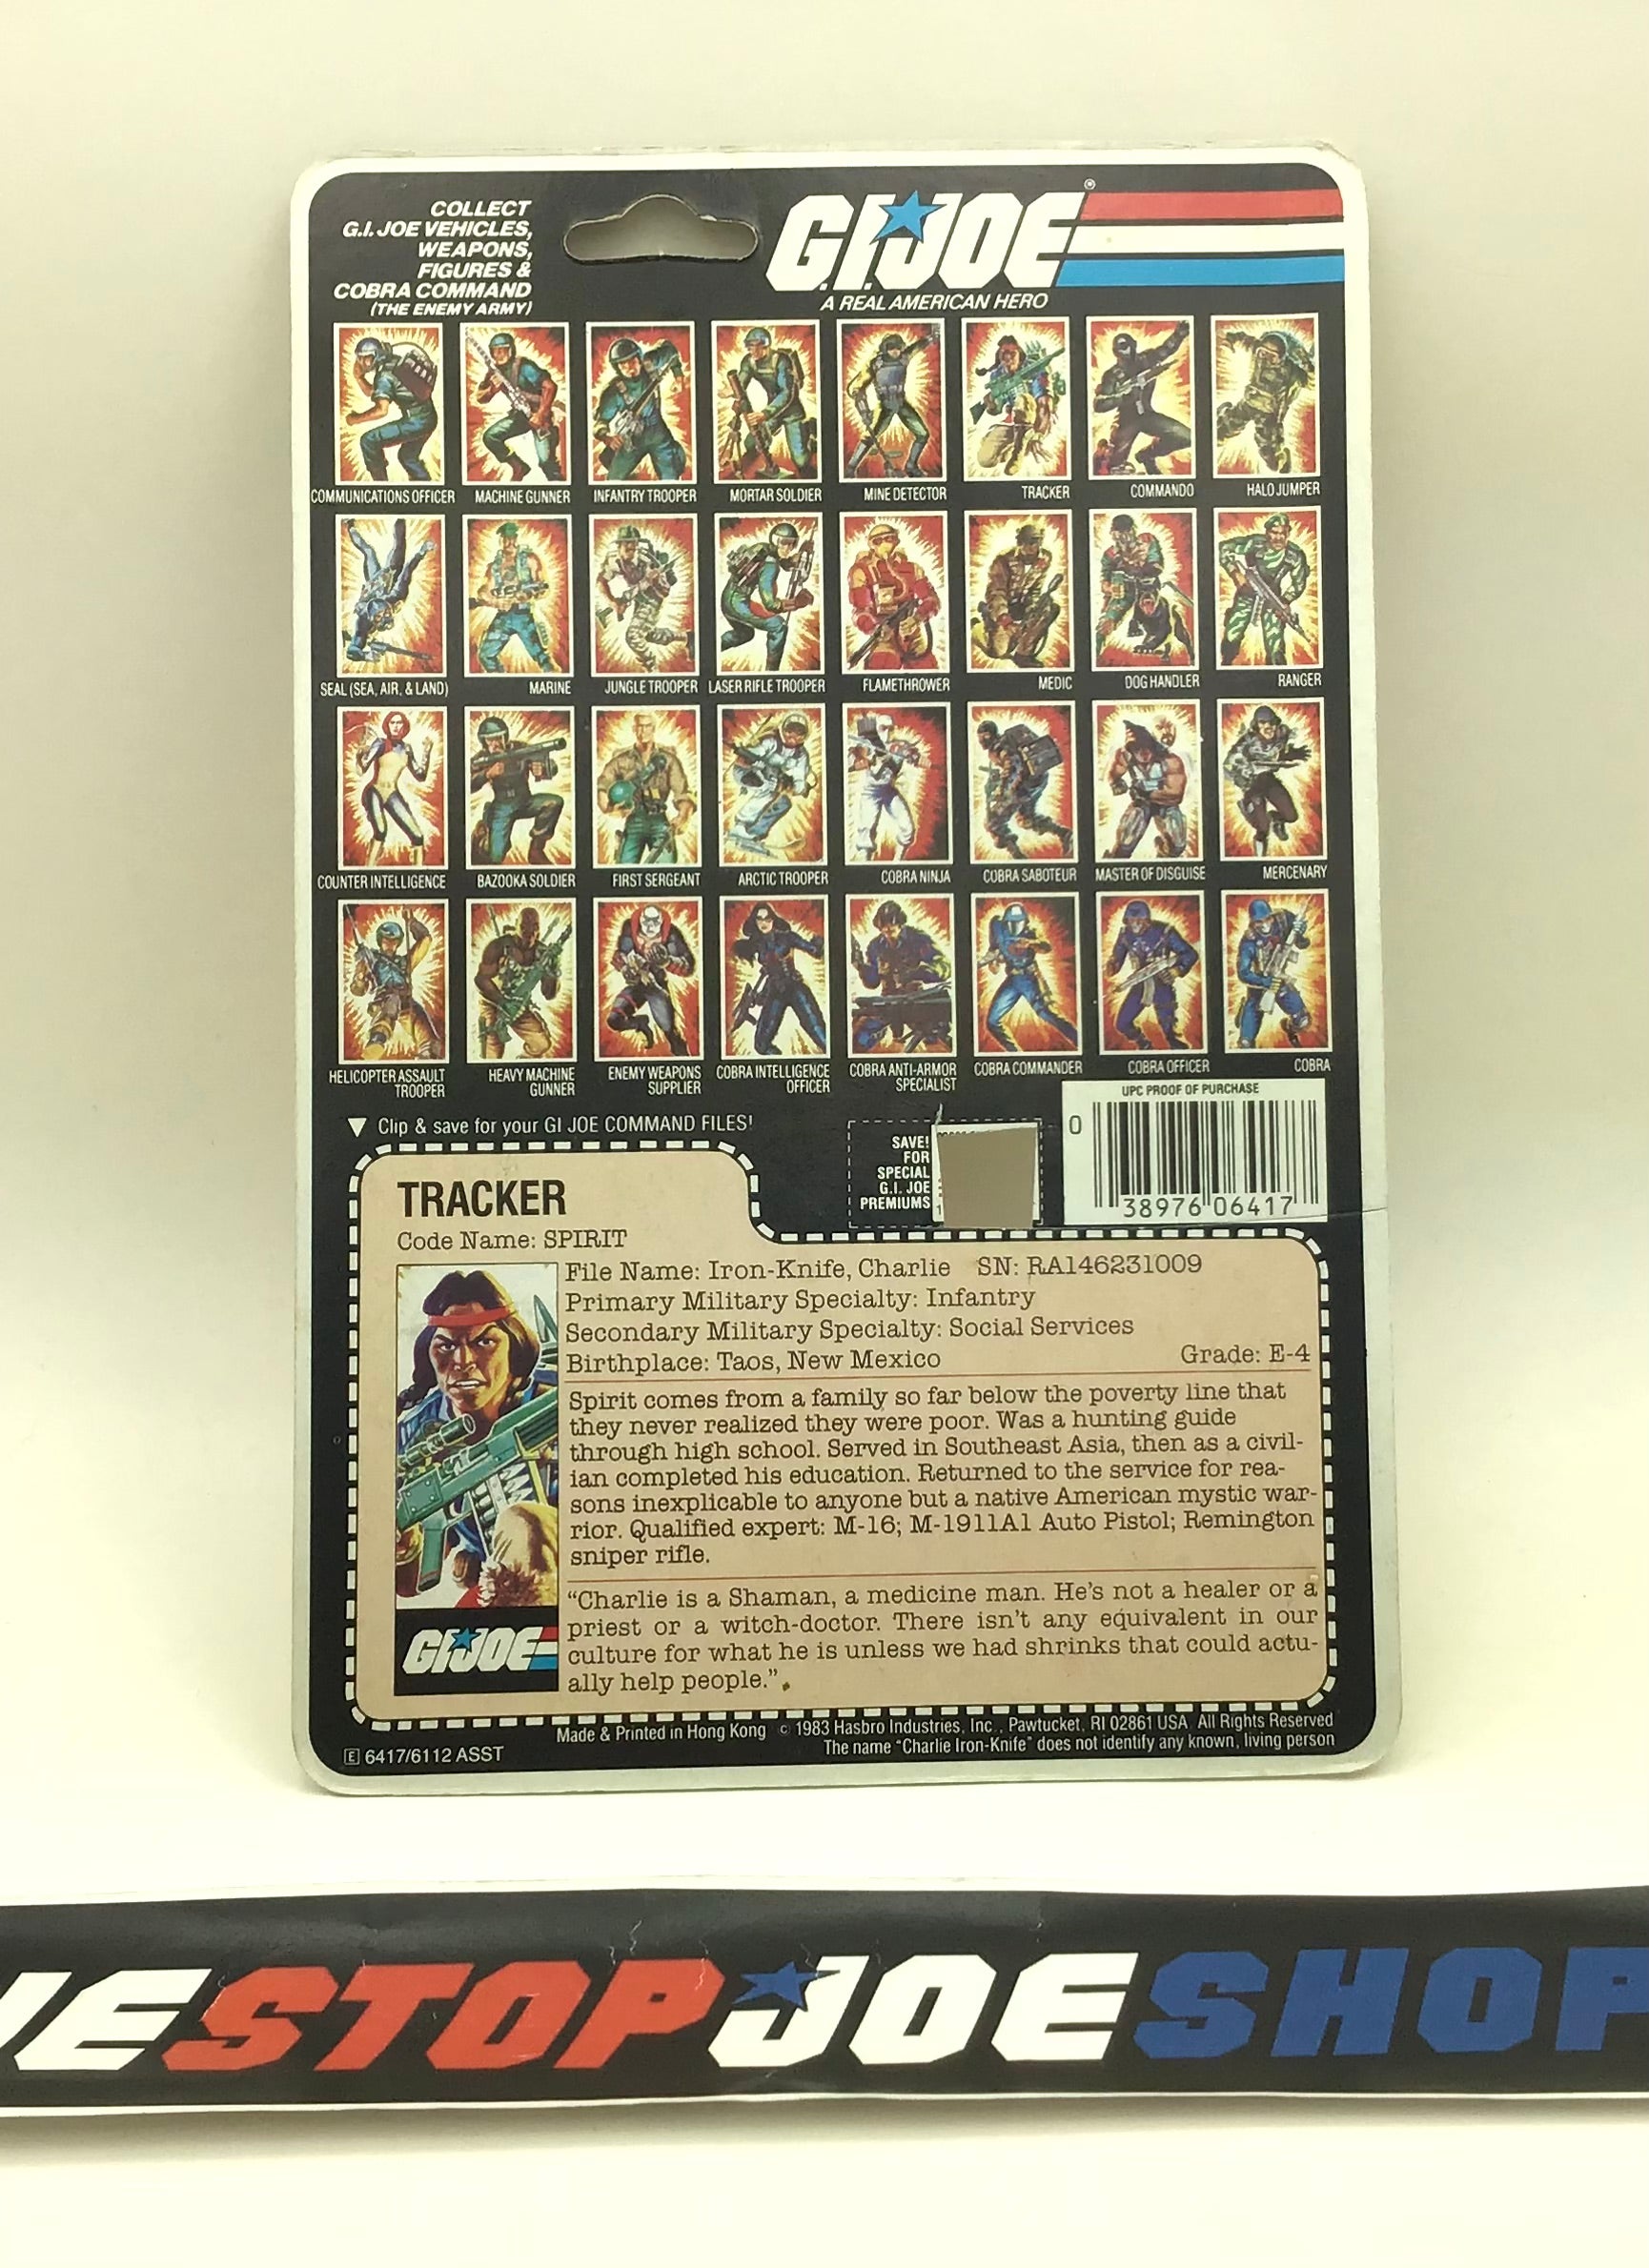 COLLECT
G.I. JOE VEHICLES,
WEAPONS,
FIGURES &
COBRA COMMAND
(THE ENEMY ARMY)
G.I. JOE ®
A REAL AMERICAN HERO
COMMUNICATIONS OFFICER MACHINE GUNNER INFANTRY TROOPER MORTAR SOLDIER MINE DETECTOR TRACKER COMMANDO HALO JUMPER
SEAL (SEA, AIR, & LAND) MARINE JUNGLE TROOPER LASER RIFLE TROOPER FLAMETHROWER MEDIC DOG HANDLER RANGER
COUNTER INTELLIGENCE BAZOOKA SOLDIER FIRST SERGEANT ARCTIC TROOPER COBRA NINJA COBRA SABOTEUR MASTER OF DISGUISE MERCENARY
HELICOPTER ASSAULT TROOPER HEAVY MACHINE GUNNER ENEMY WEAPONS SUPPLIER COBRA INTELLIGENCE OFFICER COBRA ANTI-ARMOR SPECIALIST COBRA COMMANDER COBRA OFFICER COBRA
▼ Clip & save for your GI JOE COMMAND FILES!
SAVE!
FOR
SPECIAL
G.I. JOE
PREMIUMS
UPC PROOF OF PURCHASE
0 38976 06417
TRACKER
Code Name: SPIRIT
File Name: Iron-Knife, Charlie SN: RA146231009
Primary Military Specialty: Infantry
Secondary Military Specialty: Social Services
Birthplace: Taos, New Mexico Grade: E-4
Spirit comes from a family so far below the poverty line that
they never realized they were poor. Was a hunting guide
through high school. Served in Southeast Asia, then as a civil-
ian completed his education. Returned to the service for rea-
sons inexplicable to anyone but a native American mystic war-
rior. Qualified expert: M-16; M-1911A1 Auto Pistol; Remington
sniper rifle.
"Charlie is a Shaman, a medicine man. He's not a healer or a
priest or a witch-doctor. There isn't any equivalent in our
culture for what he is unless we had shrinks that could actu-
ally help people."
GI JOE
Made & Printed in Hong Kong © 1983 Hasbro Industries, Inc., Pawtucket, RI 02861 USA. All Rights Reserved
The name "Charlie Iron-Knife" does not identify any known, living person
E 6417/6112 ASST
STOPJOESHOP